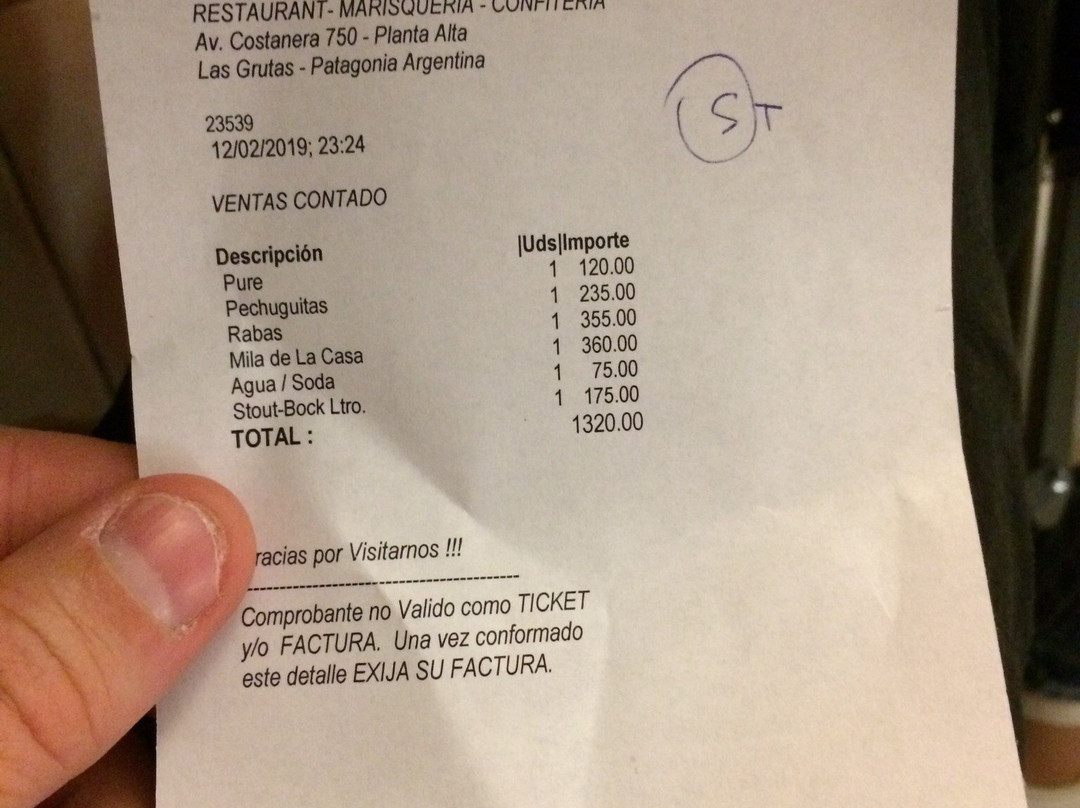 RESTAURANT- MARISQUERIA - CONFITERIA
Av. Costanera 750 - Planta Alta
Las Grutas - Patagonia Argentina
23539
12/02/2019; 23:24
VENTAS CONTADO
Descripción |Uds|Importe
Pure 1 120.00
Pechuguitas 1 235.00
Rabas 1 355.00
Mila de La Casa 1 360.00
Agua / Soda 1 75.00
Stout-Bock Ltro. 1 175.00
TOTAL : 1320.00
racias por Visitarnos !!!
--------------------------------------------------
Comprobante no Valido como TICKET
y/o FACTURA. Una vez conformado
este detalle EXIJA SU FACTURA.